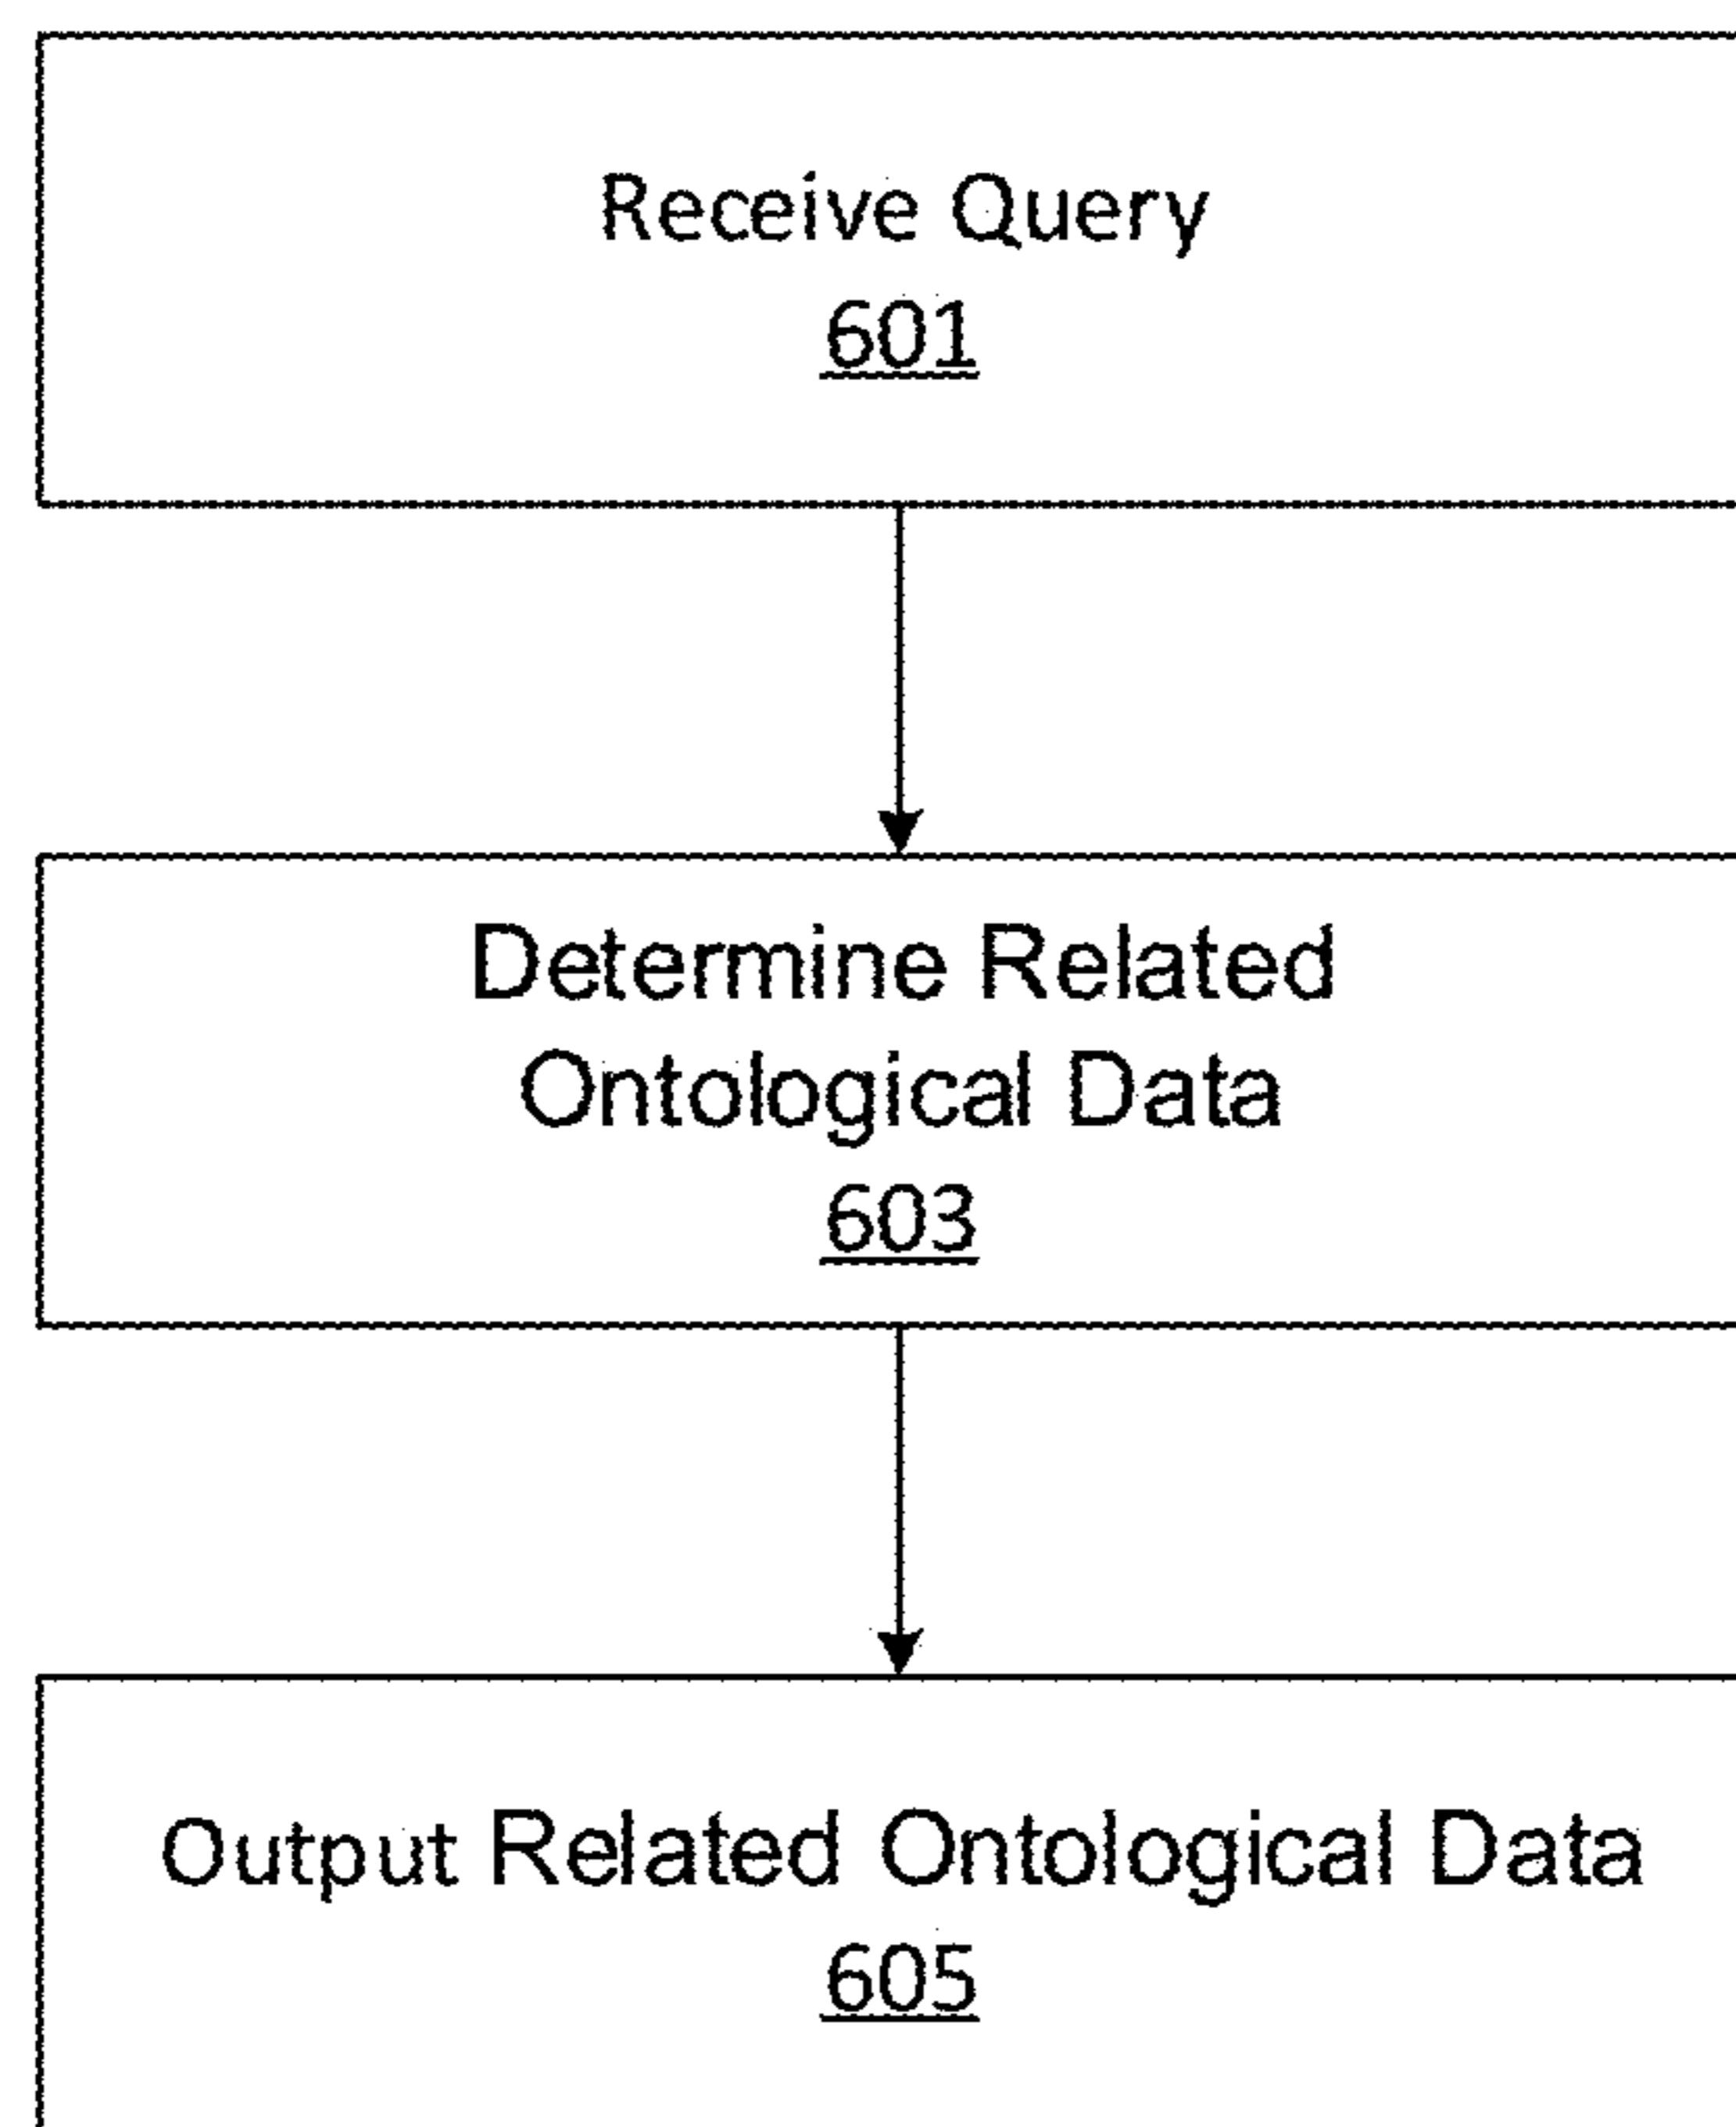 Receive Query
601
Determine Related
Ontological Data
603
Output Related Ontological Data
605